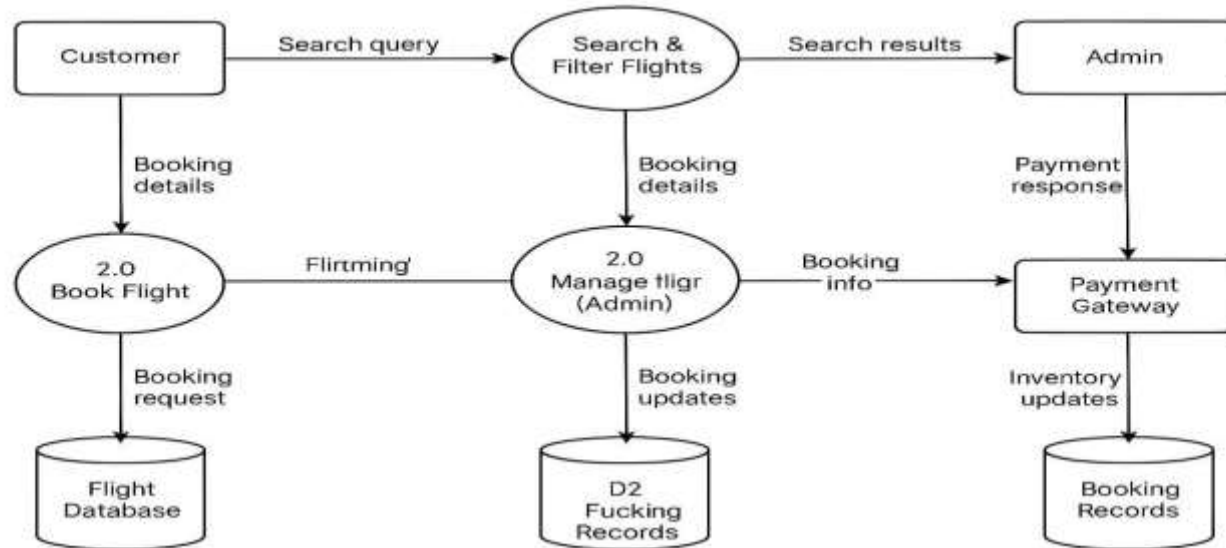 Customer
Search query
Search &
Filter Flights
Search results
Admin
Booking
details
Booking
details
Payment
response
2.0
Book Flight
Flirtming'
2.0
Manage fligr
(Admin)
Booking
info
Payment
Gateway
Booking
request
Booking
updates
Inventory
updates
Flight
Database
D2
Fucking
Records
Booking
Records